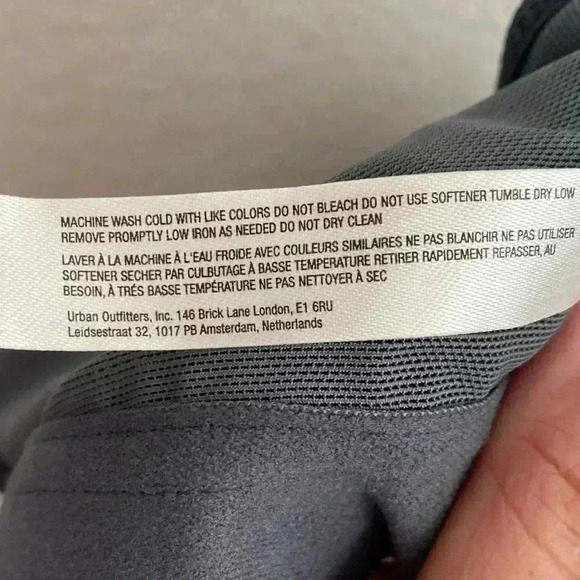 MACHINE WASH COLD WITH LIKE COLORS DO NOT BLEACH DO NOT USE SOFTENER TUMBLE DRY LOW
REMOVE PROMPTLY LOW IRON AS NEEDED DO NOT DRY CLEAN
LAVER À LA MACHINE À L'EAU FROIDE AVEC COULEURS SIMILAIRES NE PAS BLANCHIR NE PAS UTILISER
SOFTENER SECHER PAR CULBUTAGE À BASSE TEMPERATURE RETIRER RAPIDEMENT REPASSER, AU
BESOIN, À TRÉS BASSE TEMPÉRATURE NE PAS NETTOYER À SEC
Urban Outfitters, Inc. 146 Brick Lane London, E1 6RU
Leidsestraat 32, 1017 PB Amsterdam, Netherlands